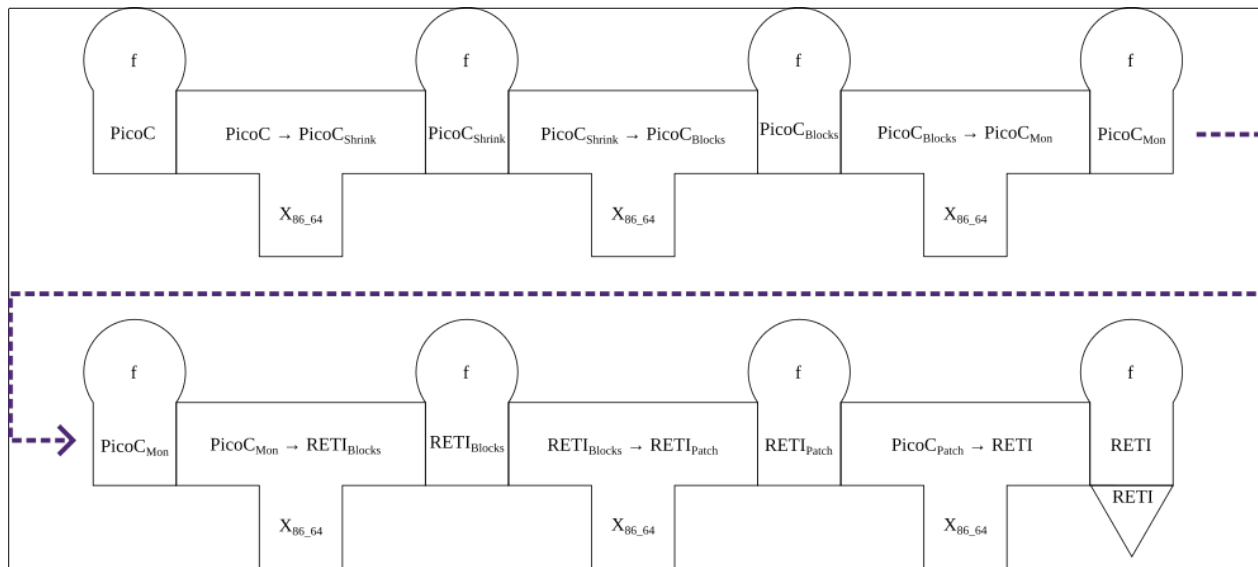 f f f f
PicoC PicoC → PicoC_Shrink PicoC_Shrink PicoC_Shrink → PicoC_Blocks PicoC_Blocks PicoC_Blocks → PicoC_Mon PicoC_Mon
X_86_64 X_86_64 X_86_64
f f f f
PicoC_Mon PicoC_Mon → RETI_Blocks RETI_Blocks RETI_Blocks → RETI_Patch RETI_Patch PicoC_Patch → RETI RETI
RETI
X_86_64 X_86_64 X_86_64